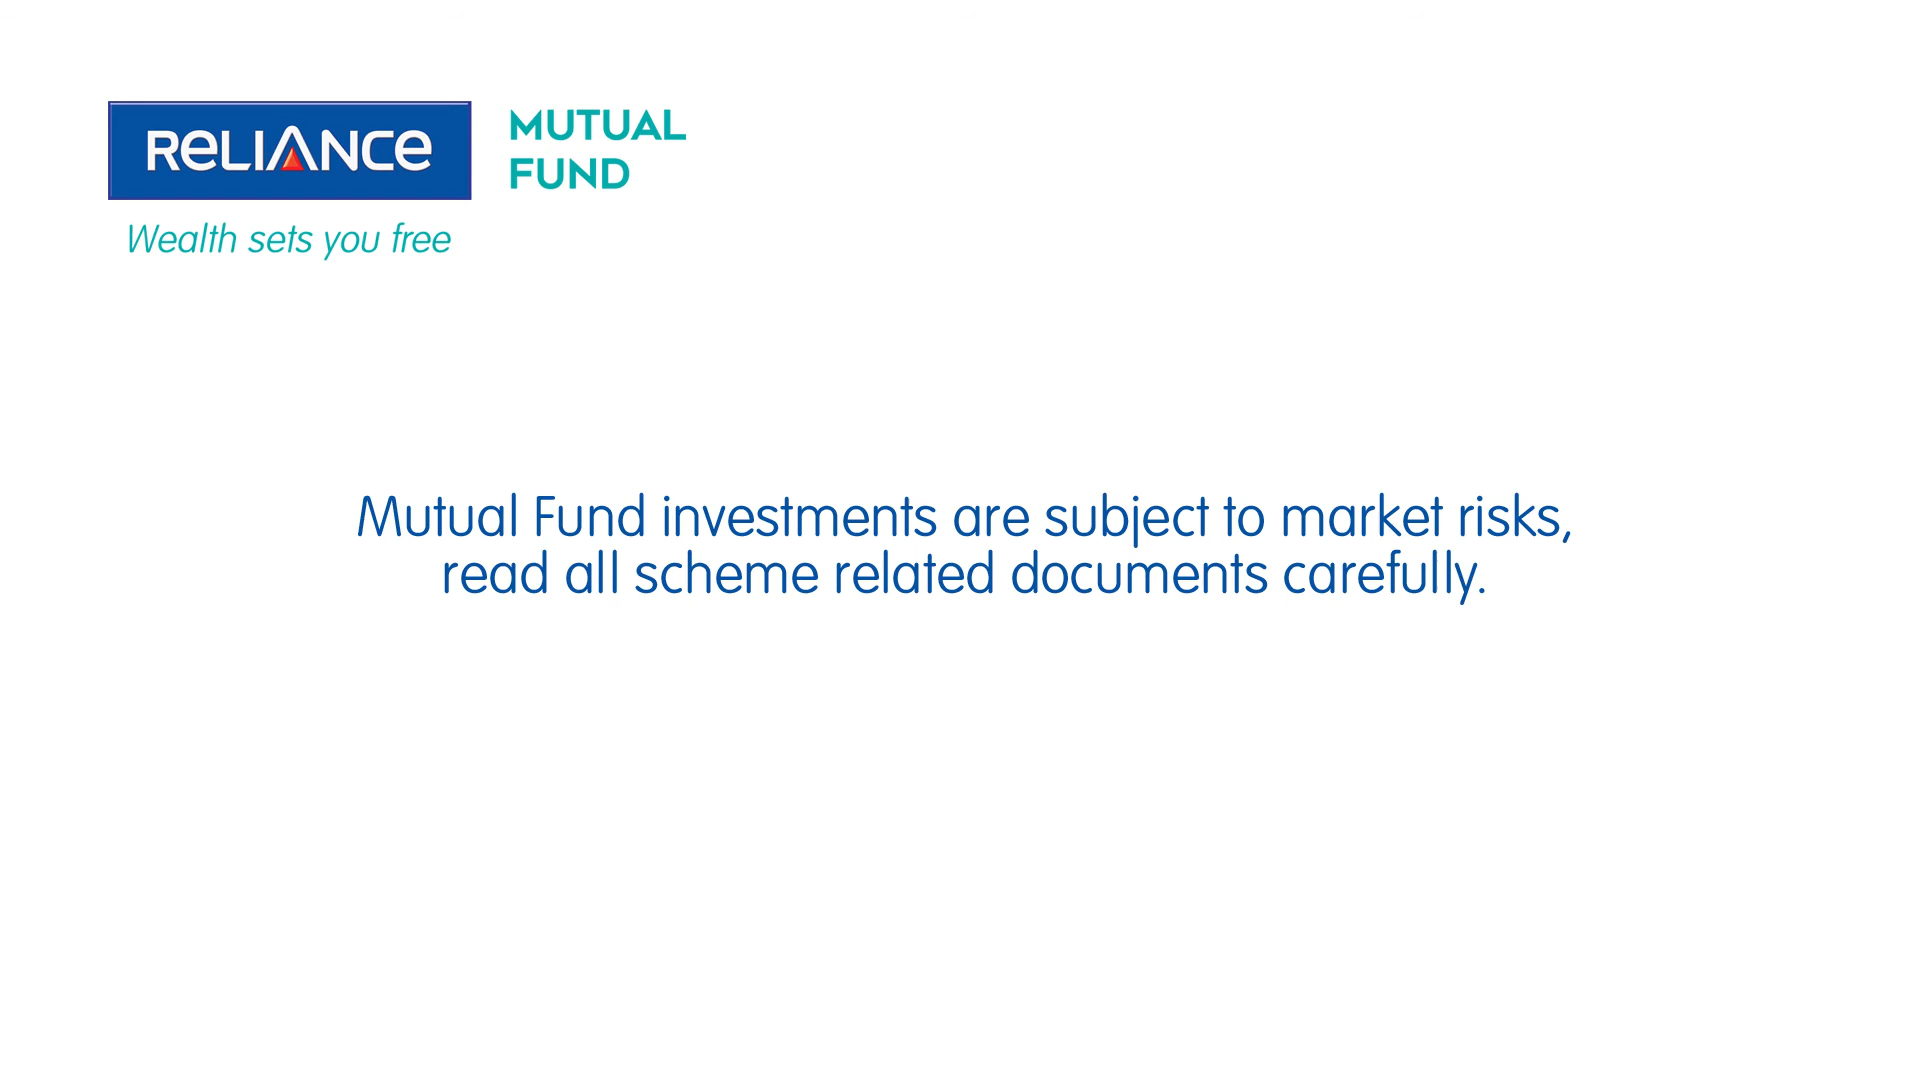 RELIANCE
MUTUAL
FUND
Wealth sets you free
Mutual Fund investments are subject to market risks,
read all scheme related documents carefully.